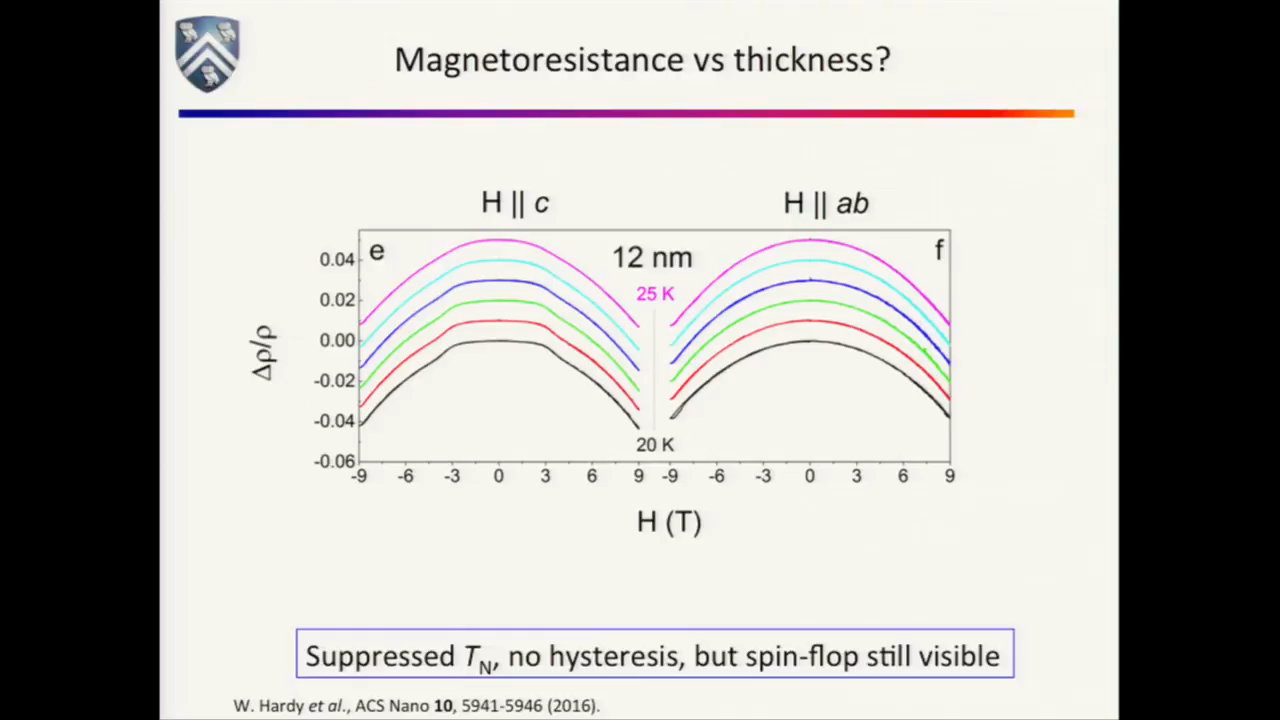 Magnetoresistance vs thickness?
H || c
H || ab
e
12 nm
f
25 K
0.04
0.02
0.00
-0.02
-0.04
-0.06
Δρ/ρ
20 K
-9 -6 -3 0 3 6 9 -9 -6 -3 0 3 6 9
H (T)
Suppressed TN, no hysteresis, but spin-flop still visible
W. Hardy et al., ACS Nano 10, 5941-5946 (2016).